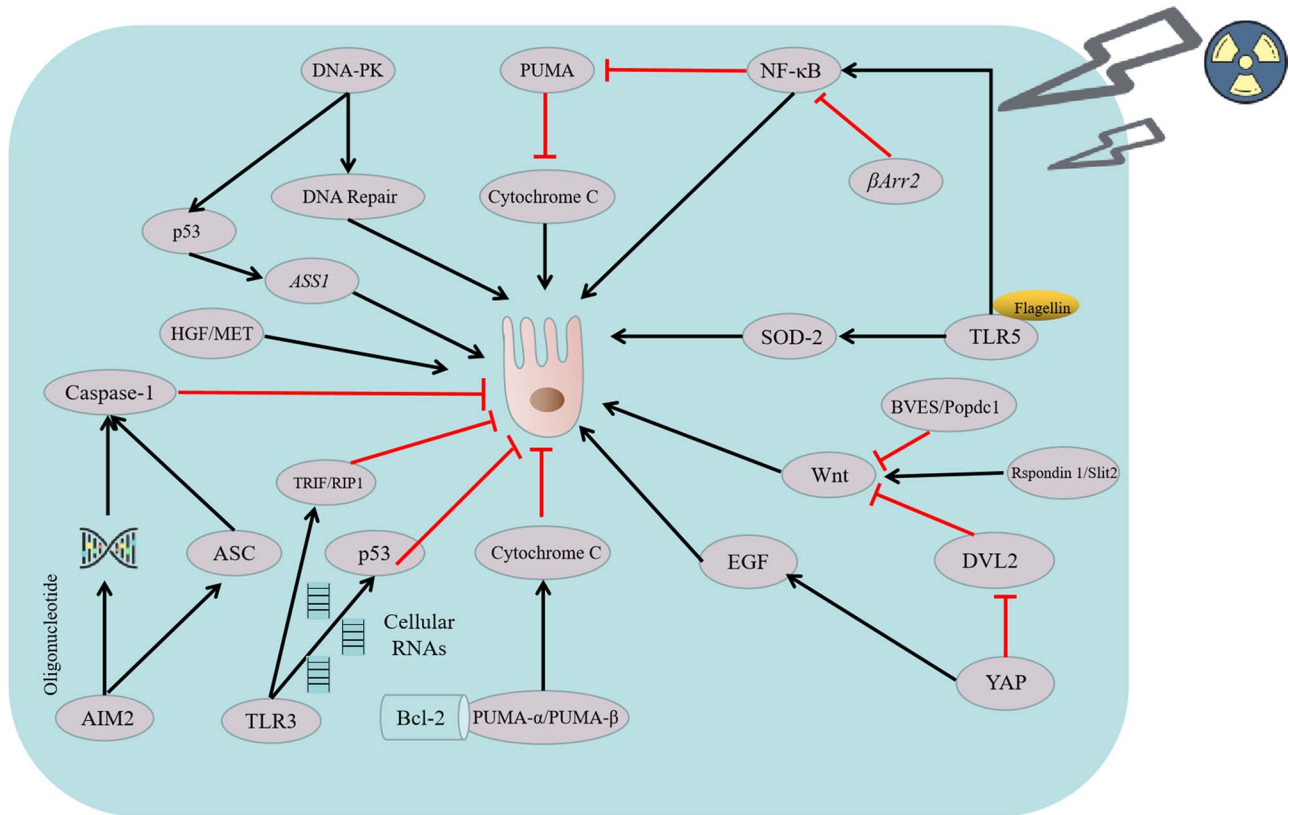 DNA-PK
PUMA
NF-κB
DNA Repair
Cytochrome C
βArr2
p53
ASS1
HGF/MET
Flagellin
SOD-2
TLR5
Caspase-1
BVES/Popdc1
Wnt
Rspondin 1/Slit2
TRIF/RIP1
ASC
p53
Cytochrome C
EGF
DVL2
Oligonucleotide
Cellular
RNAs
YAP
AIM2
TLR3
Bcl-2
PUMA-α/PUMA-β